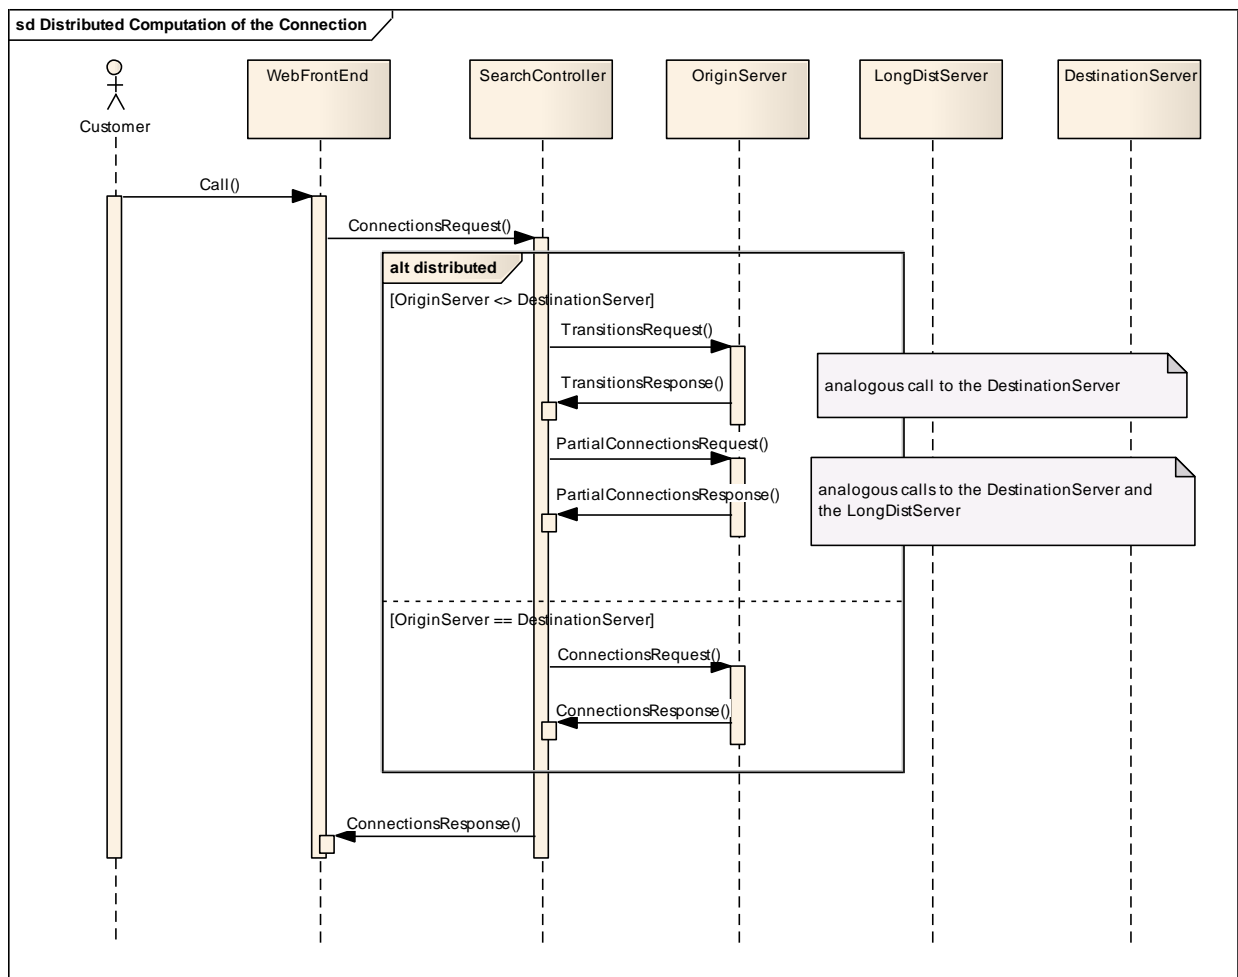 sd Distributed Computation of the Connection
Customer
WebFrontEnd
SearchController
OriginServer
LongDistServer
DestinationServer
Call()
ConnectionsRequest()
alt distributed
[OriginServer <> DestinationServer]
TransitionsRequest()
TransitionsResponse()
analogous call to the DestinationServer
PartialConnectionsRequest()
PartialConnectionsResponse()
analogous calls to the DestinationServer and
the LongDistServer
[OriginServer == DestinationServer]
ConnectionsRequest()
ConnectionsResponse()
ConnectionsResponse()